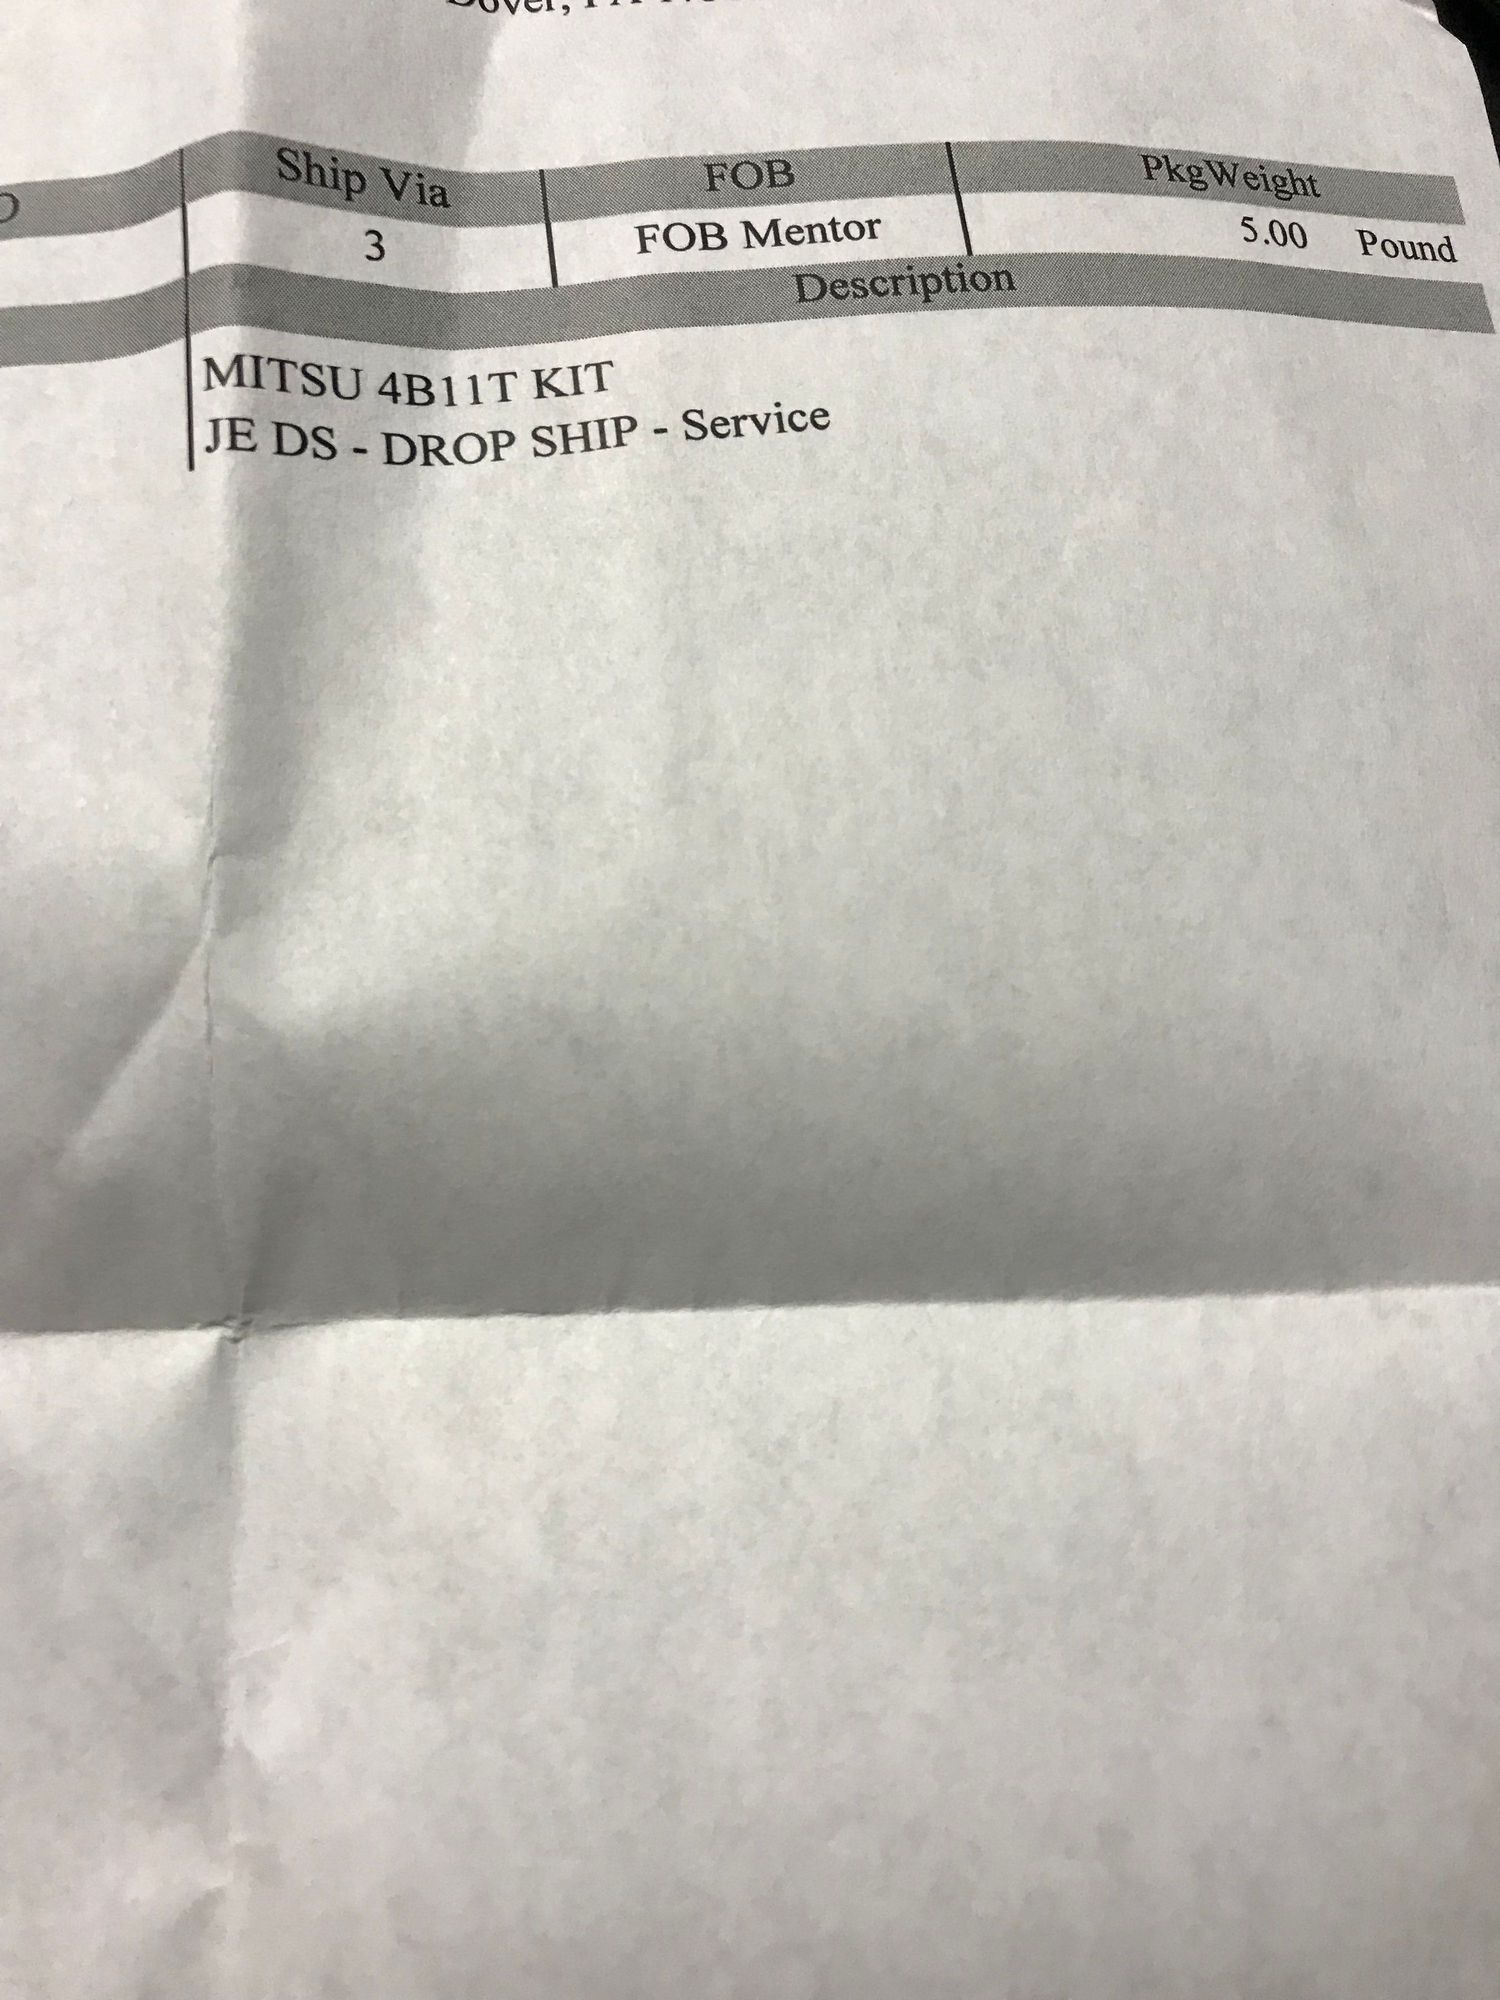 Ship Via FOB PkgWeight
3 FOB Mentor 5.00 Pound
Description
MITSU 4B11T KIT
JE DS - DROP SHIP - Service